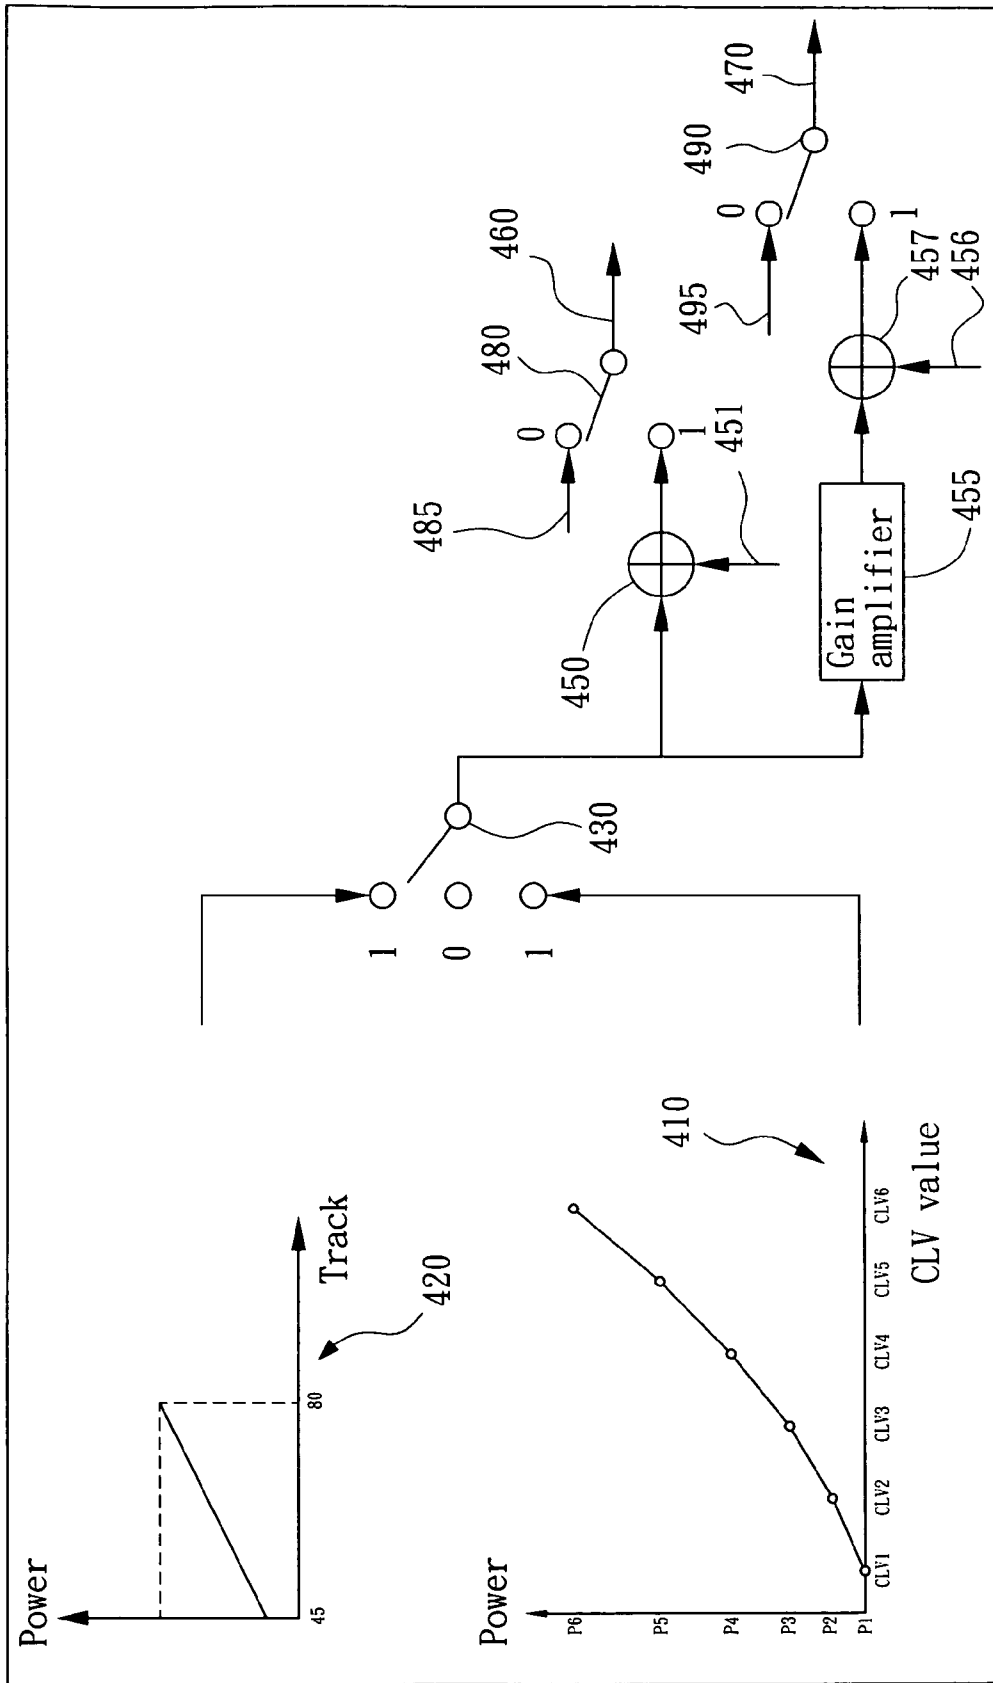 Power
45
80
Track
420
Power
P6
P5
P4
P3
P2
P1
CLV1
CLV2
CLV3
CLV4
CLV5
CLV6
CLV value
410
1
0
1
430
450
451
485
0
1
480
460
Gain
amplifier
455
457
456
495
0
1
490
470